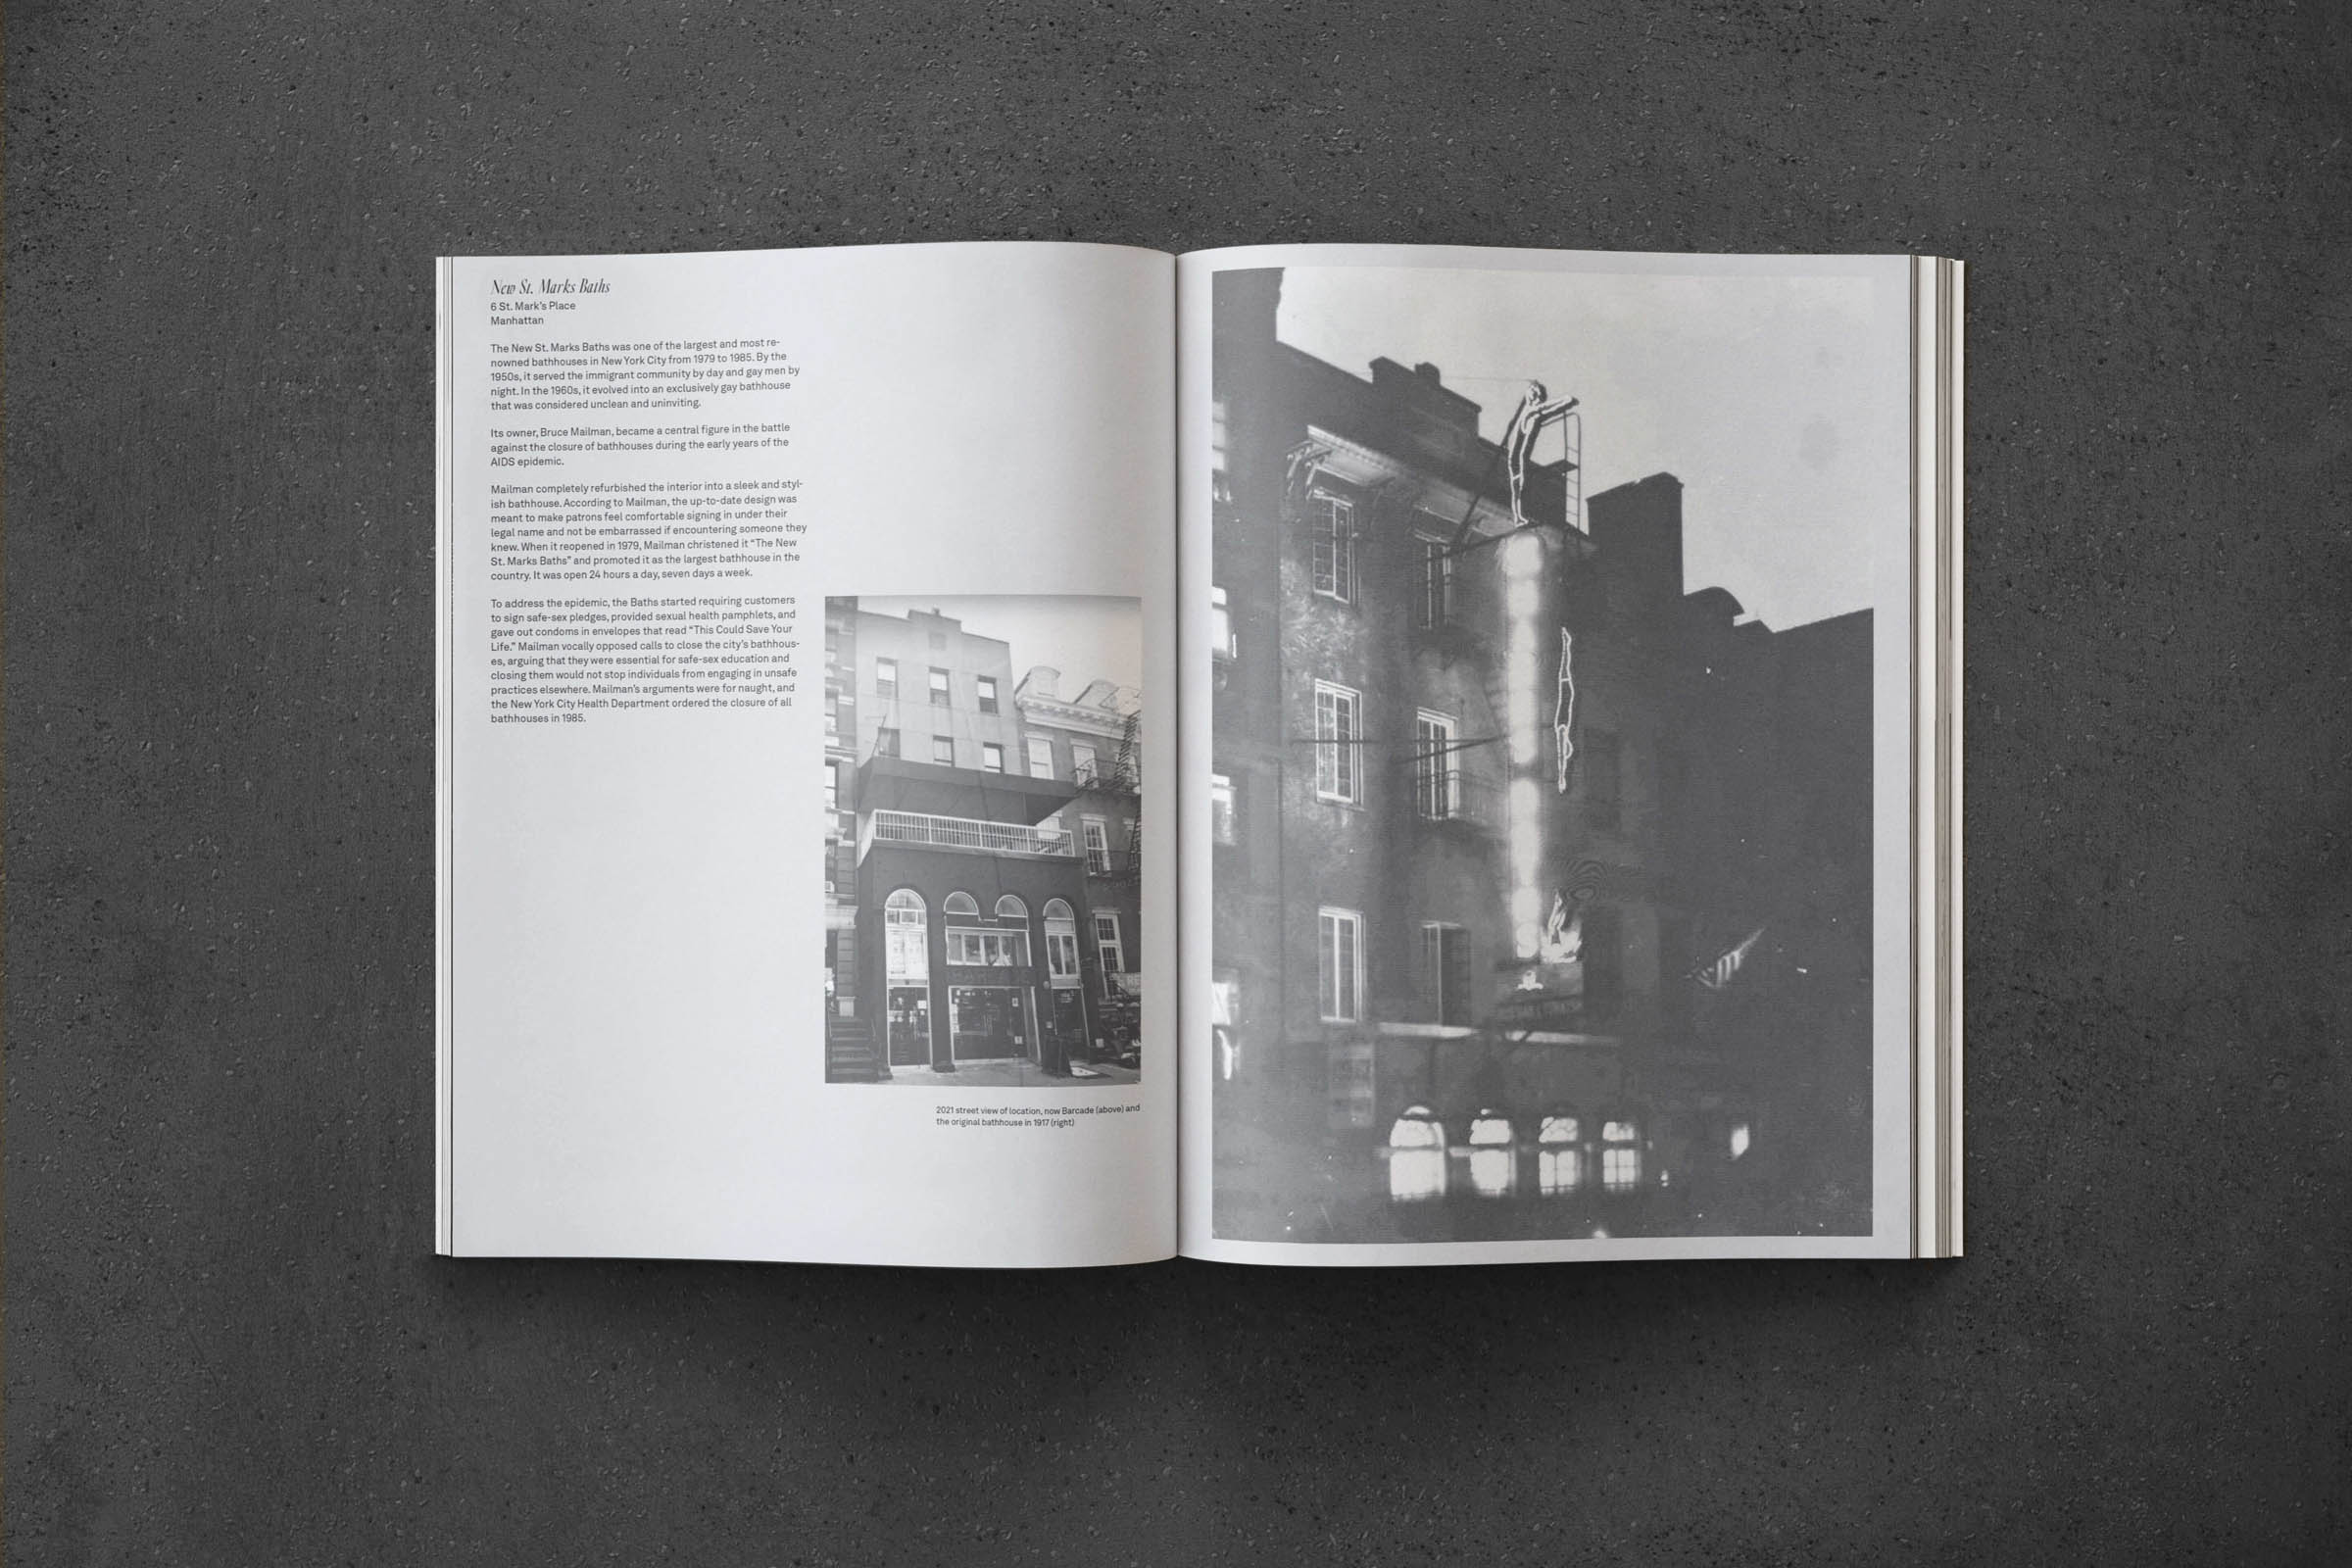 New St. Marks Baths
6 St. Mark's Place
Manhattan
The New St. Marks Baths was one of the largest and most re-
nowned bathhouses in New York City from 1979 to 1985. By the
1950s, it served the immigrant community by day and gay men by
night. In the 1960s, it evolved into an exclusively gay bathhouse
that was considered unclean and uninviting.
Its owner, Bruce Mailman, became a central figure in the battle
against the closure of bathhouses during the early years of the
AIDS epidemic.
Mailman completely refurbished the interior into a sleek and styl-
ish bathhouse. According to Mailman, the up-to-date design was
meant to make patrons feel comfortable signing in under their
legal name and not be embarrassed if encountering someone they
knew. When it reopened in 1979, Mailman christened it “The New
St. Marks Baths” and promoted it as the largest bathhouse in the
country. It was open 24 hours a day, seven days a week.
To address the epidemic, the Baths started requiring customers
to sign safe-sex pledges, provided sexual health pamphlets, and
gave out condoms in envelopes that read “This Could Save Your
Life.” Mailman vocally opposed calls to close the city’s bathhous-
es, arguing that they were essential for safe-sex education and
closing them would not stop individuals from engaging in unsafe
practices elsewhere. Mailman’s arguments were for naught, and
the New York City Health Department ordered the closure of all
bathhouses in 1985.
2021 street view of location, now Barcade (above) and
the original bathhouse in 1917 (right)